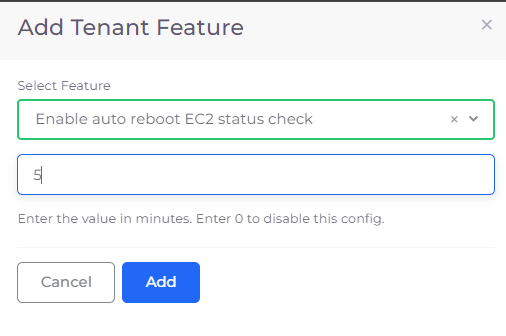 Add Tenant Feature
Select Feature
Enable auto reboot EC2 status check
5
Enter the value in minutes. Enter 0 to disable this config.
Cancel Add